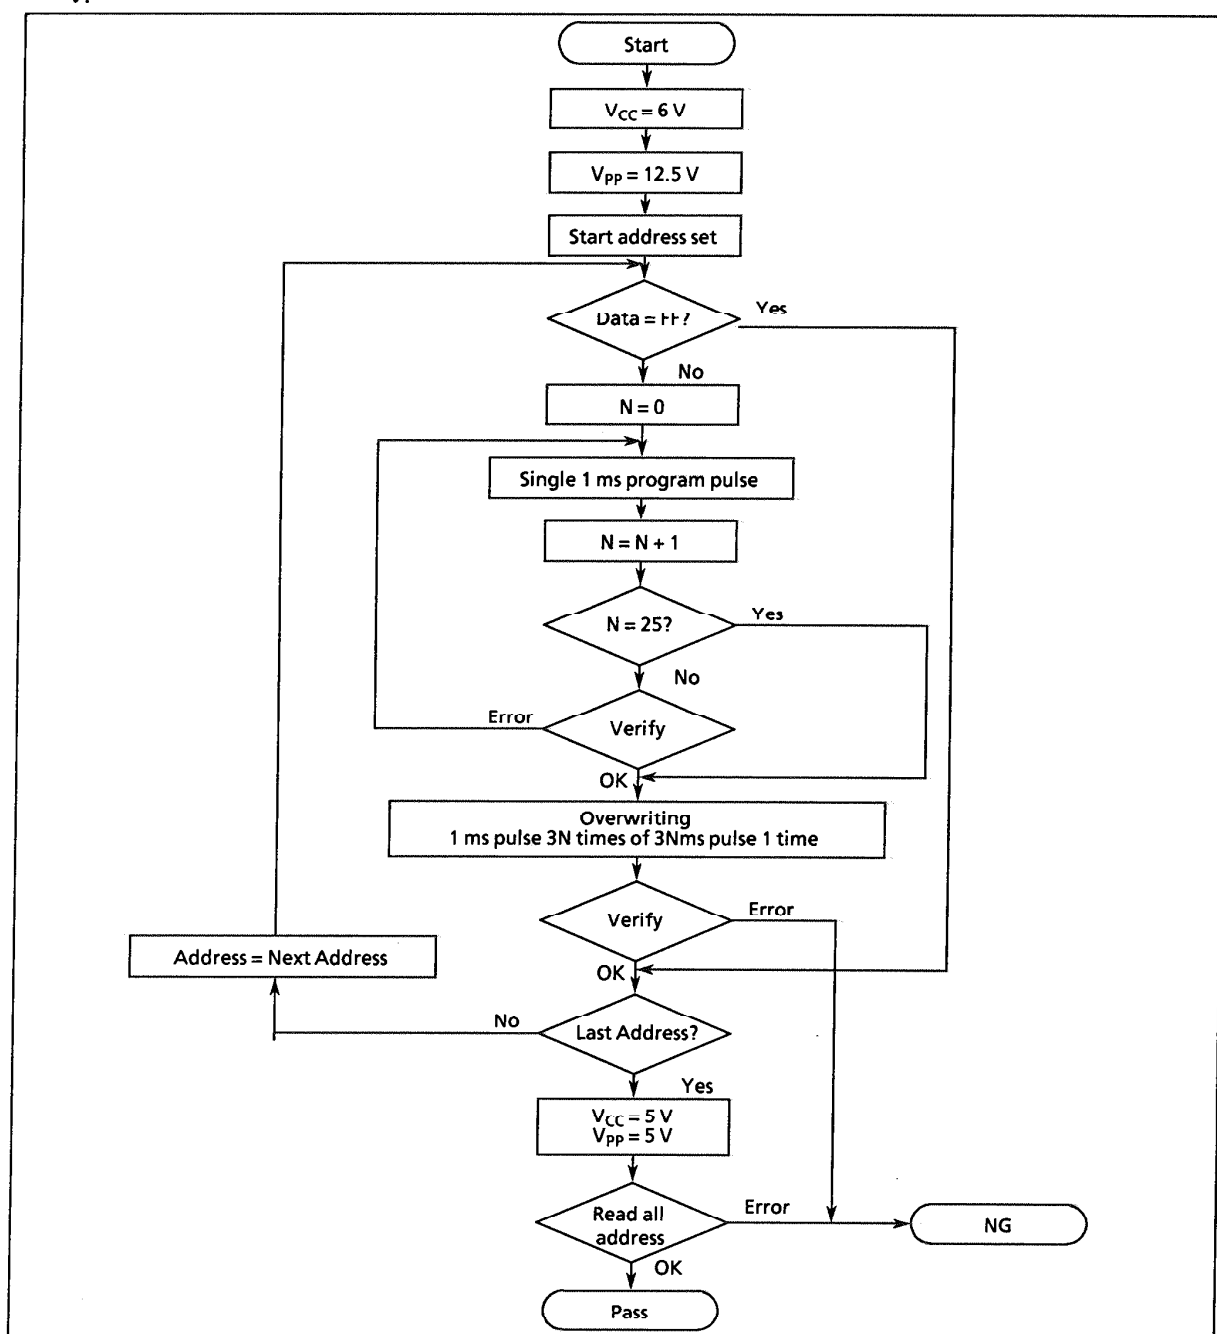 Start
VCC = 6 V
VPP = 12.5 V
Start address set
Data = FF?
Yes
No
N = 0
Single 1 ms program pulse
N = N + 1
N = 25?
Yes
No
Error
Verify
OK
Overwriting
1 ms pulse 3N times of 3Nms pulse 1 time
Verify
Error
Address = Next Address
OK
No
Last Address?
Yes
VCC = 5 V
VPP = 5 V
Read all
address
Error
NG
OK
Pass